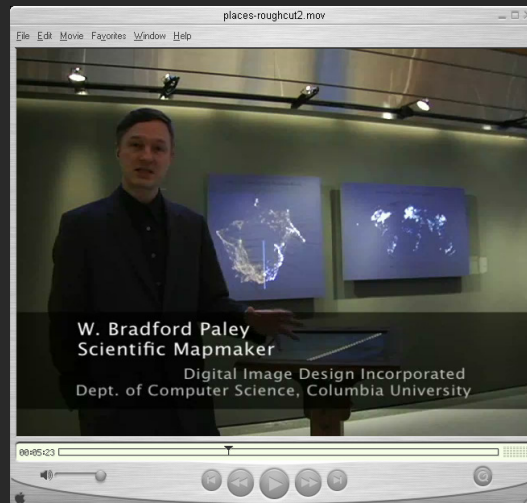 places-roughcut2.mov
File Edit Movie Favorites Window Help
W. Bradford Paley
Scientific Mapmaker
Digital Image Design Incorporated
Dept. of Computer Science, Columbia University
00:05:23